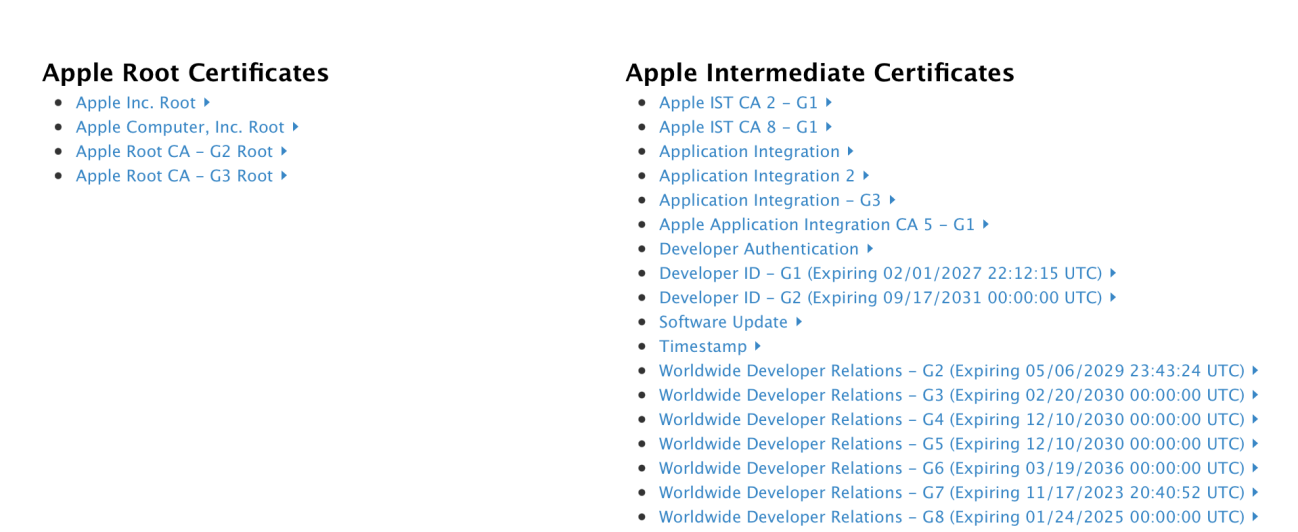 Apple Root Certificates
Apple Inc. Root
Apple Computer, Inc. Root
Apple Root CA – G2 Root
Apple Root CA – G3 Root
Apple Intermediate Certificates
Apple IST CA 2 – G1
Apple IST CA 8 – G1
Application Integration
Application Integration 2
Application Integration – G3
Apple Application Integration CA 5 – G1
Developer Authentication
Developer ID – G1 (Expiring 02/01/2027 22:12:15 UTC)
Developer ID – G2 (Expiring 09/17/2031 00:00:00 UTC)
Software Update
Timestamp
Worldwide Developer Relations – G2 (Expiring 05/06/2029 23:43:24 UTC)
Worldwide Developer Relations – G3 (Expiring 02/20/2030 00:00:00 UTC)
Worldwide Developer Relations – G4 (Expiring 12/10/2030 00:00:00 UTC)
Worldwide Developer Relations – G5 (Expiring 12/10/2030 00:00:00 UTC)
Worldwide Developer Relations – G6 (Expiring 03/19/2036 00:00:00 UTC)
Worldwide Developer Relations – G7 (Expiring 11/17/2023 20:40:52 UTC)
Worldwide Developer Relations – G8 (Expiring 01/24/2025 00:00:00 UTC)